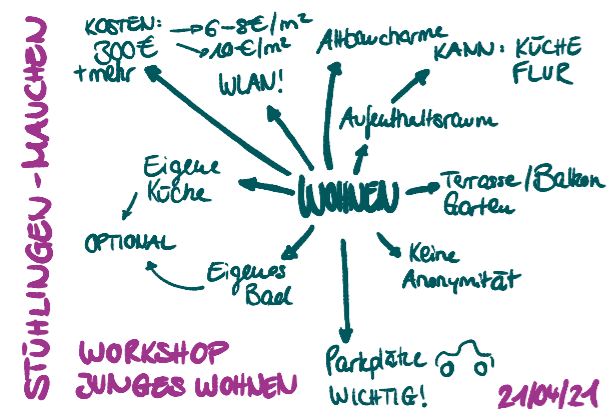 STÜHLINGEN - MAUCHEN
KOSTEN:
300€
+ mehr
6-8€/m²
10€/m²
WLAN!
Altbaucharme
KANN: KÜCHE
FLUR
Aufenthaltsraum
Eigene
Küche
WOHNEN
Terrasse/Balkon
Garten
OPTIONAL
Eigenes
Bad
Keine
Anonymität
Parkplätze
WICHTIG!
WORKSHOP
JUNGES WOHNEN
21/04/21